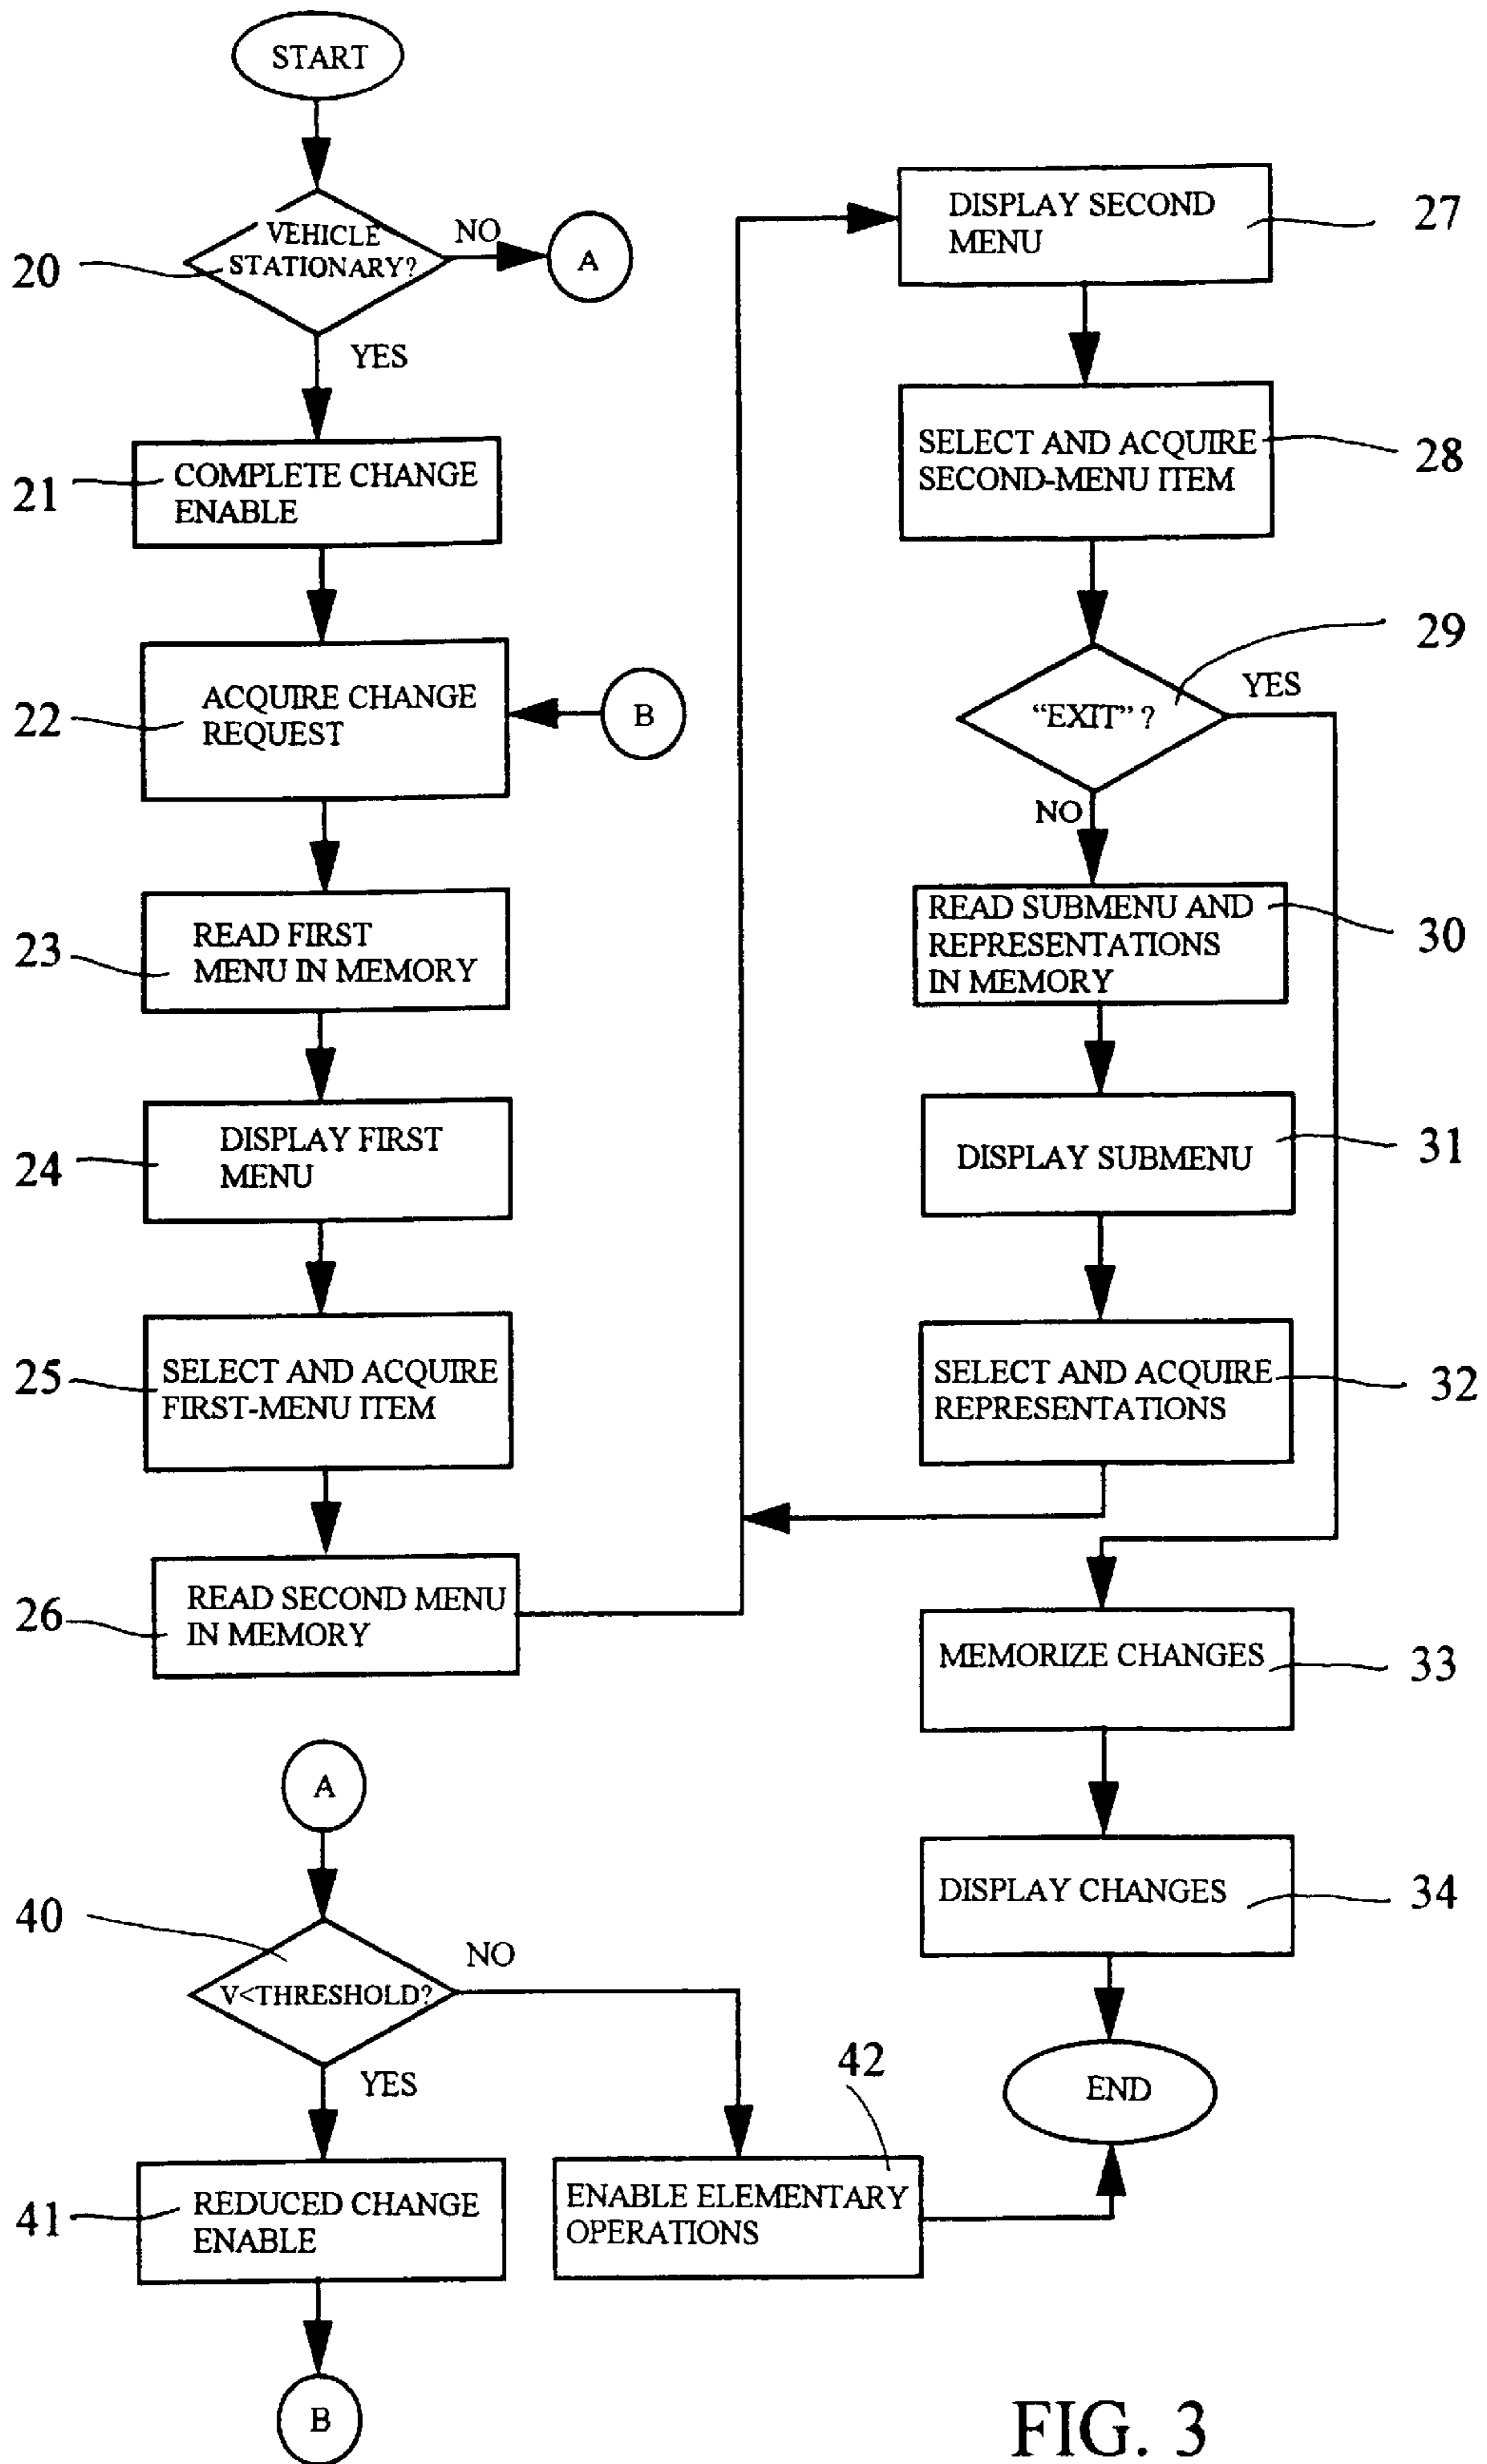 START
VEHICLE
STATIONARY?
20
NO
A
YES
COMPLETE CHANGE
ENABLE
21
ACQUIRE CHANGE
REQUEST
22
B
READ FIRST
MENU IN MEMORY
23
DISPLAY FIRST
MENU
24
SELECT AND ACQUIRE
FIRST-MENU ITEM
25
READ SECOND MENU
IN MEMORY
26
DISPLAY SECOND
MENU
27
SELECT AND ACQUIRE
SECOND-MENU ITEM
28
29
“EXIT” ?
YES
NO
READ SUBMENU AND
REPRESENTATIONS
IN MEMORY
30
DISPLAY SUBMENU
31
SELECT AND ACQUIRE
REPRESENTATIONS
32
MEMORIZE CHANGES
33
DISPLAY CHANGES
34
END
A
40
V<THRESHOLD?
NO
YES
REDUCED CHANGE
ENABLE
41
42
ENABLE ELEMENTARY
OPERATIONS
B
FIG. 3